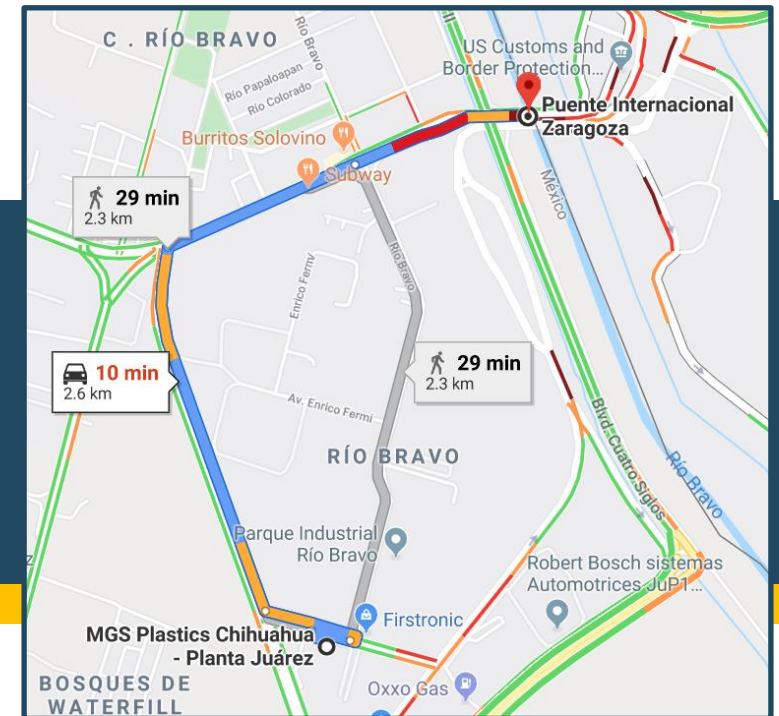 C . RÍO BRAVO
Río Bravo
US Customs and
Border Protection...
Río Papaloapan
Río Colorado
Puente Internacional
Zaragoza
Burritos Solovino
Subway
México
29 min
2.3 km
Río Bravo
Enrico Fermi
10 min
2.6 km
29 min
2.3 km
Av. Enrico Fermi
Blvd. Cuatro Siglos
RÍO BRAVO
Río Bravo
Parque Industrial
Río Bravo
Robert Bosch sistemas
Automotrices JuP1...
Firstronic
MGS Plastics Chihuahua
- Planta Juárez
BOSQUES DE
WATERFILL
Oxxo Gas